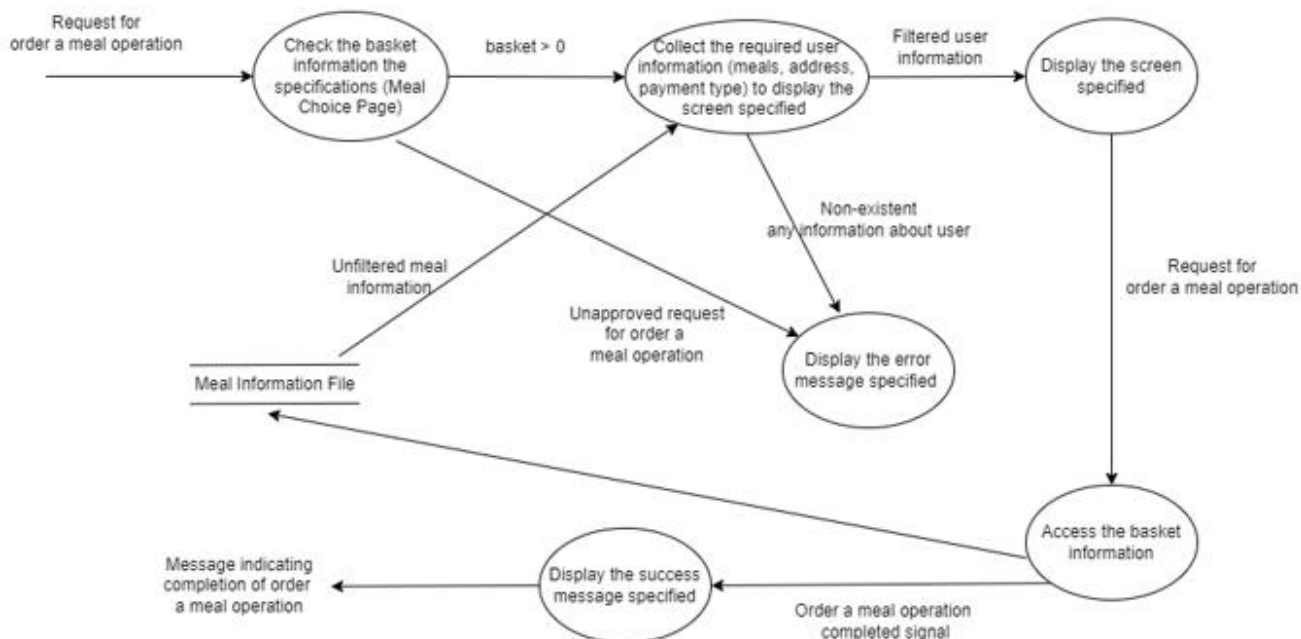 Request for
order a meal operation
Check the basket
information the
specifications (Meal
Choice Page)
basket > 0
Collect the required user
information (meals, address,
payment type) to display the
screen specified
Filtered user
information
Display the screen
specified
Non-existent
any information about user
Unfiltered meal
information
Request for
order a meal operation
Unapproved request
for order a
meal operation
Display the error
message specified
Meal Information File
Access the basket
information
Message indicating
completion of order
a meal operation
Display the success
message specified
Order a meal operation
completed signal